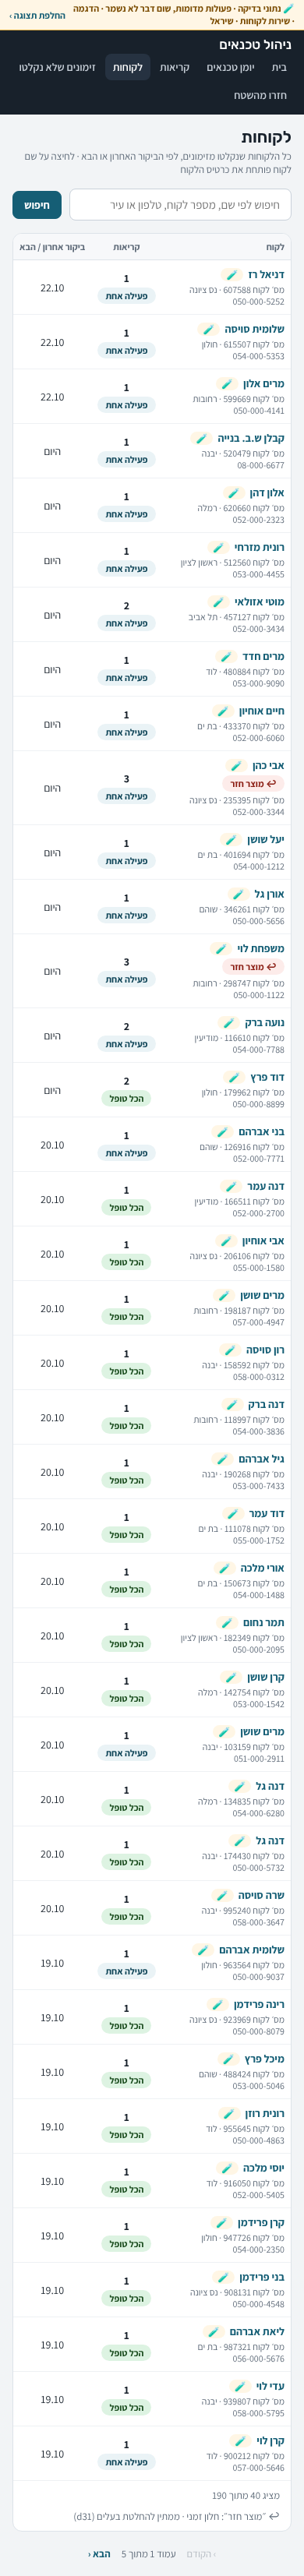 🧪 נתוני בדיקה · פעולות מדומות, שום דבר לא נשמר · הדגמה · שירות לקוחות · ישראל
החלפת תצוגה ›
ניהול טכנאים
בית
יומן טכנאים
קריאות
לקוחות
זימונים שלא נקלטו
חזרו מהשטח
לקוחות
כל הלקוחות שנקלטו מזימונים, לפי הביקור האחרון או הבא · לחיצה על שם לקוח פותחת את כרטיס הלקוח
חיפוש לפי שם, מספר לקוח, טלפון או עיר
חיפוש
לקוח
קריאות
ביקור אחרון / הבא
דניאל רז 🧪
מס׳ לקוח 607588 · נס ציונה
050-000-5252
1
פעילה אחת
22.10
שלומית סויסה 🧪
מס׳ לקוח 615507 · חולון
054-000-5353
1
פעילה אחת
22.10
מרים אלון 🧪
מס׳ לקוח 599669 · רחובות
050-000-4141
1
פעילה אחת
22.10
קבלן ש.ב. בנייה 🧪
מס׳ לקוח 520479 · יבנה
08-000-6677
1
פעילה אחת
היום
אלון דהן 🧪
מס׳ לקוח 620660 · רמלה
052-000-2323
1
פעילה אחת
היום
רונית מזרחי 🧪
מס׳ לקוח 512560 · ראשון לציון
053-000-4455
1
פעילה אחת
היום
מוטי אזולאי 🧪
מס׳ לקוח 457127 · תל אביב
052-000-3434
2
פעילה אחת
היום
מרים חדד 🧪
מס׳ לקוח 480884 · לוד
053-000-9090
1
פעילה אחת
היום
חיים אוחיון 🧪
מס׳ לקוח 433370 · בת ים
052-000-6060
1
פעילה אחת
היום
אבי כהן 🧪
↩ מוצר חזר
מס׳ לקוח 235395 · נס ציונה
052-000-3344
3
פעילה אחת
היום
יעל שושן 🧪
מס׳ לקוח 401694 · בת ים
054-000-1212
1
פעילה אחת
היום
אורן גל 🧪
מס׳ לקוח 346261 · שוהם
050-000-5656
1
פעילה אחת
היום
משפחת לוי 🧪
↩ מוצר חזר
מס׳ לקוח 298747 · רחובות
050-000-1122
3
פעילה אחת
היום
נועה ברק 🧪
מס׳ לקוח 116610 · מודיעין
054-000-7788
2
פעילה אחת
היום
דוד פרץ 🧪
מס׳ לקוח 179962 · חולון
050-000-8899
2
הכל טופל
היום
בני אברהם 🧪
מס׳ לקוח 126916 · שוהם
052-000-7771
1
פעילה אחת
20.10
דנה עמר 🧪
מס׳ לקוח 166511 · מודיעין
052-000-2700
1
הכל טופל
20.10
אבי אוחיון 🧪
מס׳ לקוח 206106 · נס ציונה
055-000-1580
1
הכל טופל
20.10
מרים שושן 🧪
מס׳ לקוח 198187 · רחובות
057-000-4947
1
הכל טופל
20.10
רון סויסה 🧪
מס׳ לקוח 158592 · יבנה
058-000-0312
1
הכל טופל
20.10
דנה ברק 🧪
מס׳ לקוח 118997 · רחובות
054-000-3836
1
הכל טופל
20.10
גיל אברהם 🧪
מס׳ לקוח 190268 · יבנה
053-000-7433
1
הכל טופל
20.10
דוד עמר 🧪
מס׳ לקוח 111078 · בת ים
055-000-1752
1
הכל טופל
20.10
אורי מלכה 🧪
מס׳ לקוח 150673 · בת ים
054-000-1488
1
הכל טופל
20.10
תמר נחום 🧪
מס׳ לקוח 182349 · ראשון לציון
050-000-2095
1
הכל טופל
20.10
קרן שושן 🧪
מס׳ לקוח 142754 · רמלה
053-000-1542
1
הכל טופל
20.10
מרים שושן 🧪
מס׳ לקוח 103159 · יבנה
051-000-2911
1
פעילה אחת
20.10
דנה גל 🧪
מס׳ לקוח 134835 · רמלה
054-000-6280
1
הכל טופל
20.10
דנה גל 🧪
מס׳ לקוח 174430 · יבנה
050-000-5732
1
הכל טופל
20.10
שרה סויסה 🧪
מס׳ לקוח 995240 · יבנה
058-000-3647
1
הכל טופל
20.10
שלומית אברהם 🧪
מס׳ לקוח 963564 · חולון
050-000-9037
1
פעילה אחת
19.10
רינה פרידמן 🧪
מס׳ לקוח 923969 · נס ציונה
050-000-8079
1
הכל טופל
19.10
מיכל פרץ 🧪
מס׳ לקוח 488424 · שוהם
053-000-5046
1
הכל טופל
19.10
רונית רוזן 🧪
מס׳ לקוח 955645 · לוד
050-000-4863
1
הכל טופל
19.10
יוסי מלכה 🧪
מס׳ לקוח 916050 · לוד
052-000-5405
1
הכל טופל
19.10
קרן פרידמן 🧪
מס׳ לקוח 947726 · חולון
054-000-2350
1
הכל טופל
19.10
בני פרידמן 🧪
מס׳ לקוח 908131 · נס ציונה
050-000-4548
1
הכל טופל
19.10
ליאת אברהם 🧪
מס׳ לקוח 987321 · בת ים
056-000-5676
1
הכל טופל
19.10
עדי לוי 🧪
מס׳ לקוח 939807 · יבנה
058-000-5795
1
הכל טופל
19.10
קרן לוי 🧪
מס׳ לקוח 900212 · לוד
057-000-5646
1
פעילה אחת
19.10
מציג 40 מתוך 190
↩ ״מוצר חזר״: חלון זמני · ממתין להחלטת בעלים (d31)
‹ הקודם
עמוד 1 מתוך 5
הבא ›